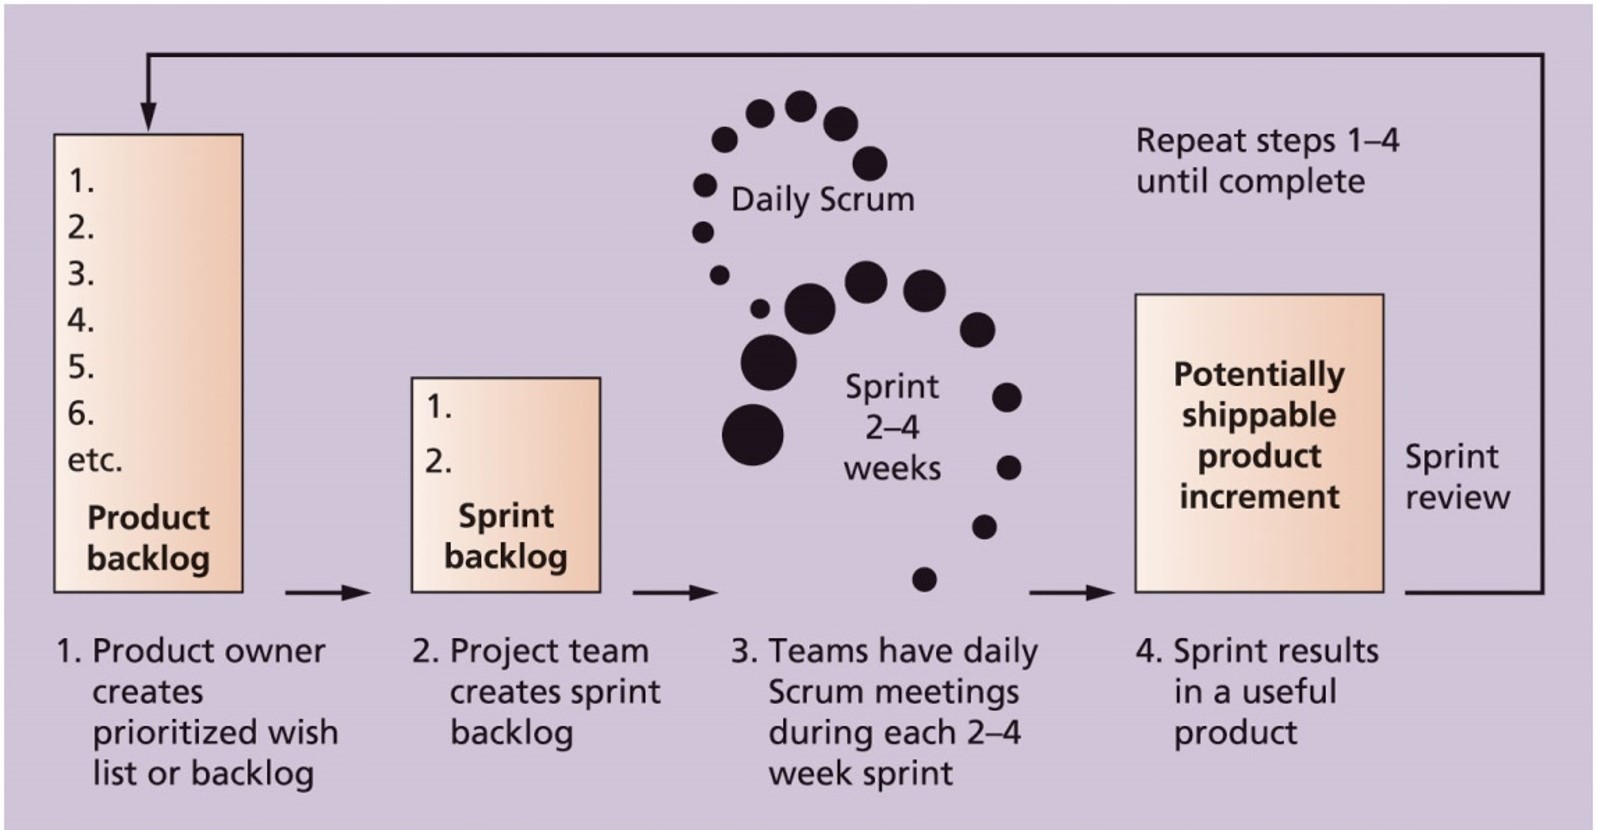 1.
2.
3.
4.
5.
6.
etc.
Product
backlog
1.
2.
Sprint
backlog
Daily Scrum
Sprint
2–4
weeks
Repeat steps 1–4
until complete
Potentially
shippable
product
increment
Sprint
review
1. Product owner
creates
prioritized wish
list or backlog
2. Project team
creates sprint
backlog
3. Teams have daily
Scrum meetings
during each 2–4
week sprint
4. Sprint results
in a useful
product